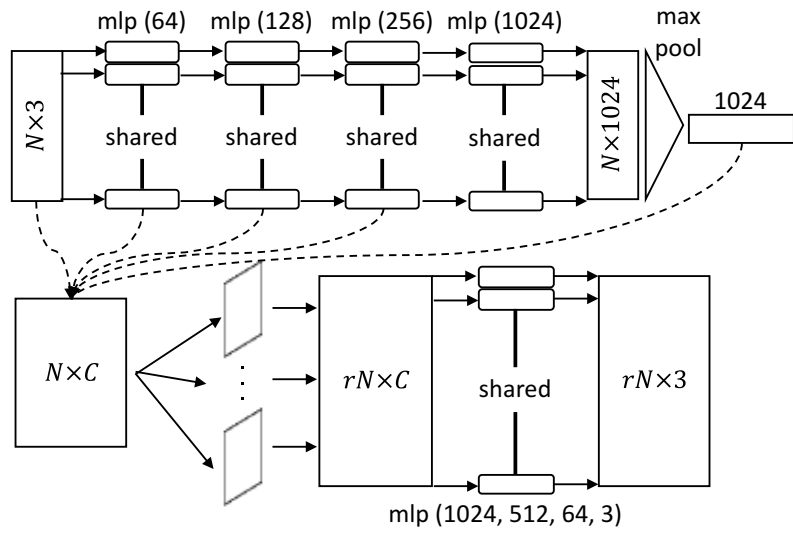 mlp (64) mlp (128) mlp (256) mlp (1024) max pool
N×3
shared shared shared shared
N×1024
1024
N×C
⋮
rN×C
shared
rN×3
mlp (1024, 512, 64, 3)